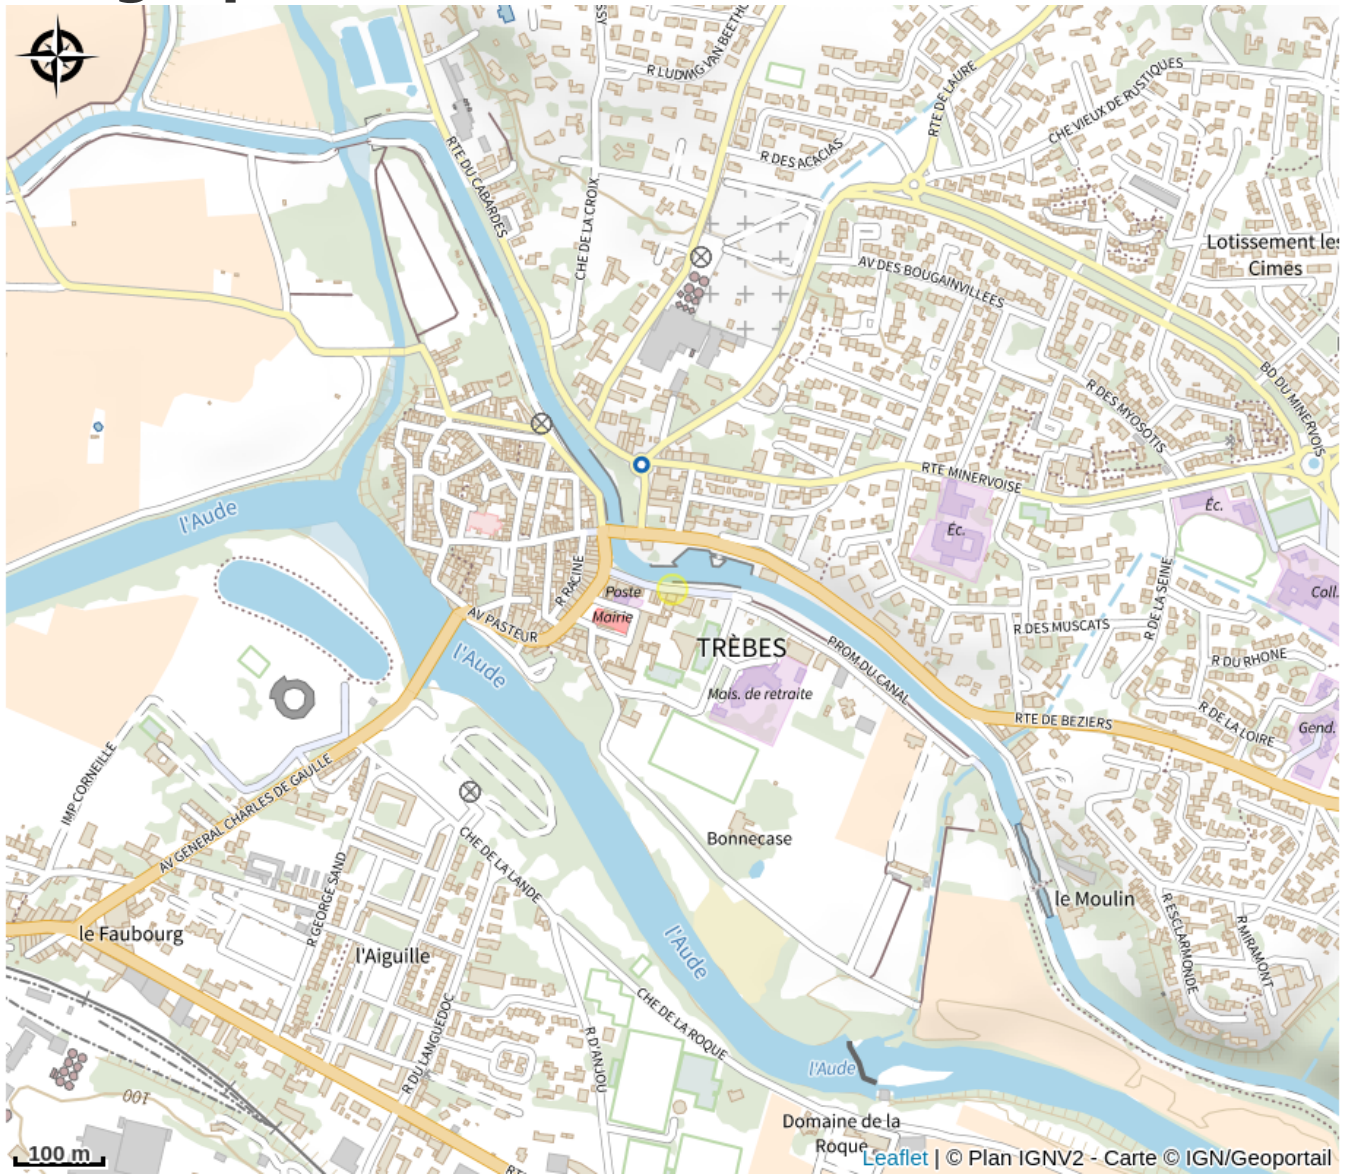 R LUDWIG VAN BEETHO
RTE DE LAURE
CHE VIEUX DE RUSTIQUES
RTE DU CABARDES
R DES ACACIAS
CHE DE LA CROIX
Lotissement les
Cimes
AV DES BOUGAINVILLEES
BD DU MINERVOIS
R DES MYOSOTIS
RTE MINERVOISE
l'Aude
Éc.
Éc.
R RACINE
Poste
Mairie
AV PASTEUR
R DE LA SEINE
Coll.
R DES MUSCATS
TRÈBES
PROM DU CANAL
l'Aude
R DU RHONE
Mais. de retraite
R DE LA LOIRE
RTE DE BEZIERS
Gend.
IMP CORNEILLE
AV GENERAL CHARLES DE GAULLE
CHE DE LA LANDE
Bonnecase
R GEORGE SAND
le Moulin
R ESCLARMONDE
R MIRAMONT
le Faubourg
l'Aiguille
l'Aude
CHE DE LA ROQUE
R DU LANGUEDOC
R D'ANJOU
l'Aude
100
Domaine de la
Roque
100 m
RTE
Leaflet | © Plan IGNV2 - Carte © IGN/Geoportail